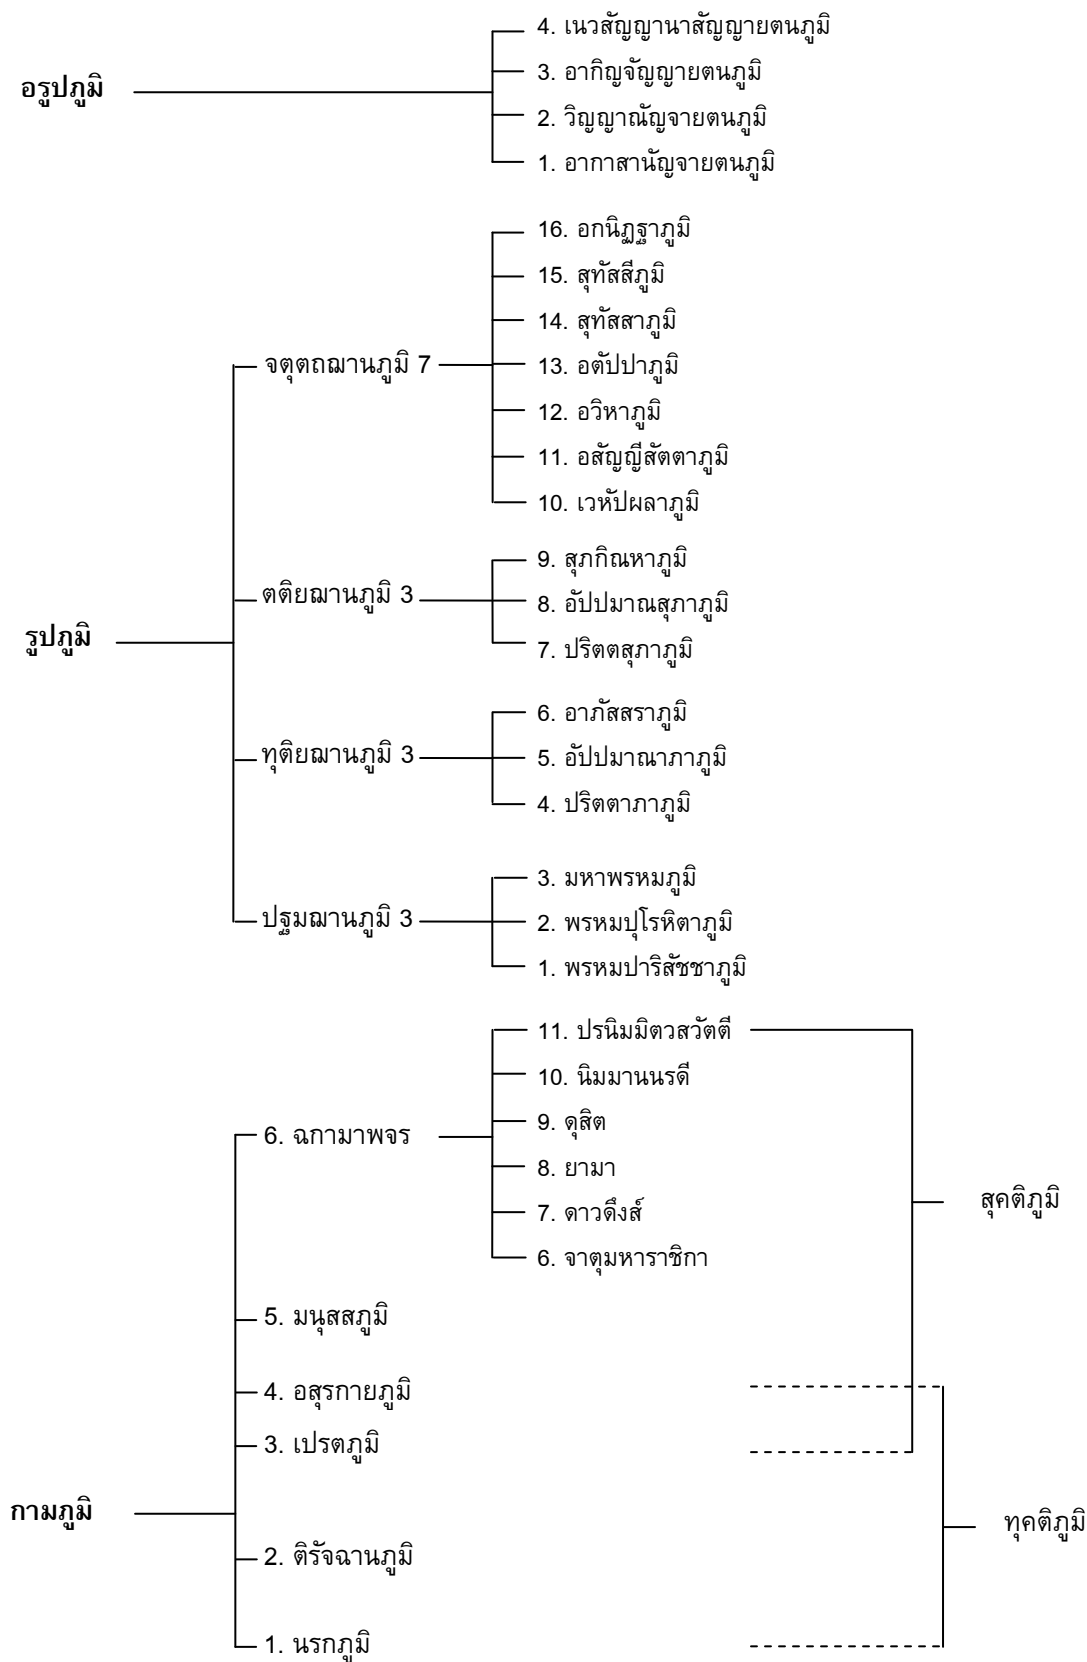 4. เนวสัญญานาสัญญายตนภูมิ
อรูปภูมิ
3. อากิญจัญญายตนภูมิ
2. วิญญาณัญจายตนภูมิ
1. อากาสานัญจายตนภูมิ
16. อกนิฏฐาภูมิ
15. สุทัสสีภูมิ
14. สุทัสสาภูมิ
จตุตถฌานภูมิ 7
13. อตัปปาภูมิ
12. อวิหาภูมิ
11. อสัญญีสัตตาภูมิ
10. เวหัปผลาภูมิ
9. สุภกิณหาภูมิ
ตติยฌานภูมิ 3
8. อัปปมาณสุภาภูมิ
รูปภูมิ
7. ปริตตสุภาภูมิ
6. อาภัสสราภูมิ
ทุติยฌานภูมิ 3
5. อัปปมาณาภาภูมิ
4. ปริตตาภาภูมิ
3. มหาพรหมภูมิ
ปฐมฌานภูมิ 3
2. พรหมปุโรหิตาภูมิ
1. พรหมปาริสัชชาภูมิ
11. ปรนิมมิตวสวัตตี
10. นิมมานนรดี
6. ฉกามาพจร
9. ดุสิต
8. ยามา
7. ดาวดึงส์
6. จาตุมหาราชิกา
สุคติภูมิ
5. มนุสสภูมิ
4. อสุรกายภูมิ
3. เปรตภูมิ
กามภูมิ
ทุคติภูมิ
2. ติรัจฉานภูมิ
1. นรกภูมิ